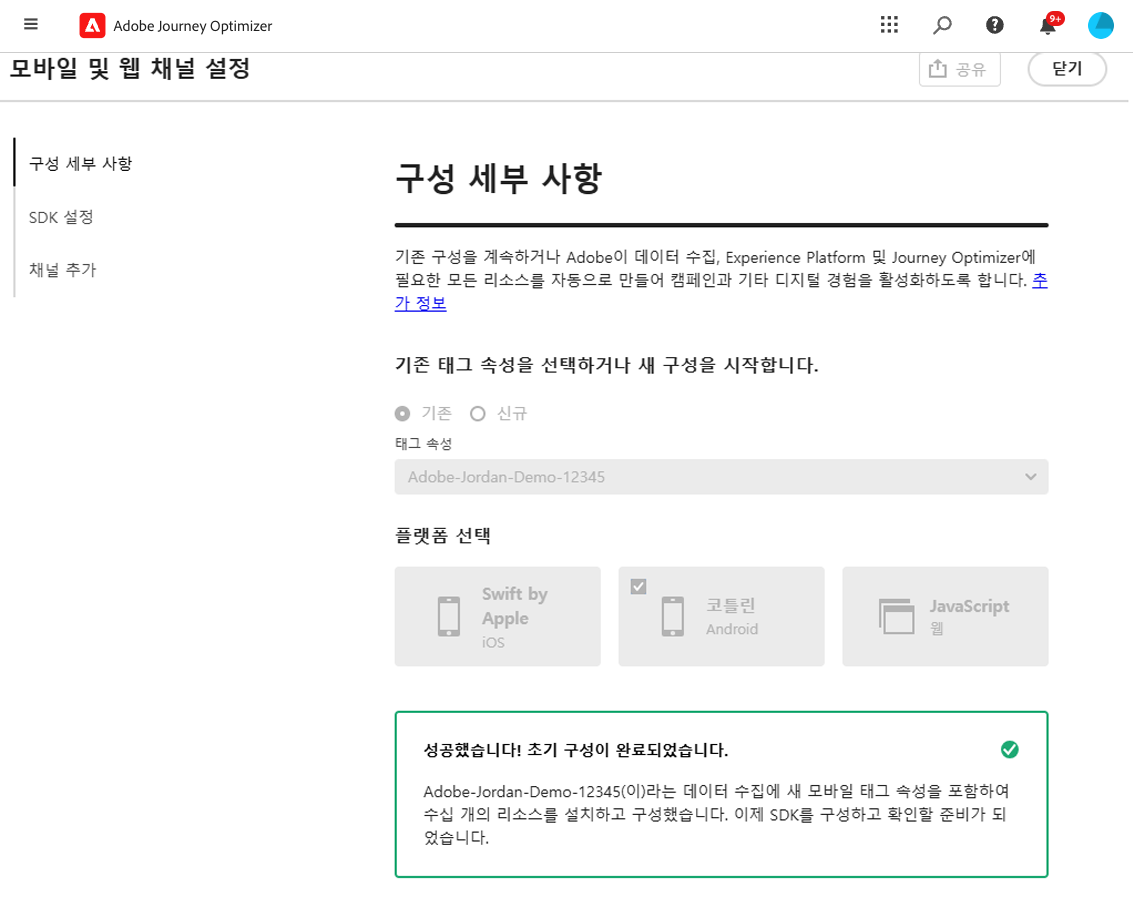 Adobe Journey Optimizer
9+
모바일 및 웹 채널 설정
공유
닫기
구성 세부 사항
SDK 설정
채널 추가
구성 세부 사항
기존 구성을 계속하거나 Adobe이 데이터 수집, Experience Platform 및 Journey Optimizer에
필요한 모든 리소스를 자동으로 만들어 캠페인과 기타 디지털 경험을 활성화하도록 합니다. 추
가 정보
기존 태그 속성을 선택하거나 새 구성을 시작합니다.
기존 신규
태그 속성
Adobe-Jordan-Demo-12345
플랫폼 선택
Swift by
Apple
iOS
코틀린
Android
JavaScript
웹
성공했습니다! 초기 구성이 완료되었습니다.
Adobe-Jordan-Demo-12345(이)라는 데이터 수집에 새 모바일 태그 속성을 포함하여
수십 개의 리소스를 설치하고 구성했습니다. 이제 SDK를 구성하고 확인할 준비가 되
었습니다.